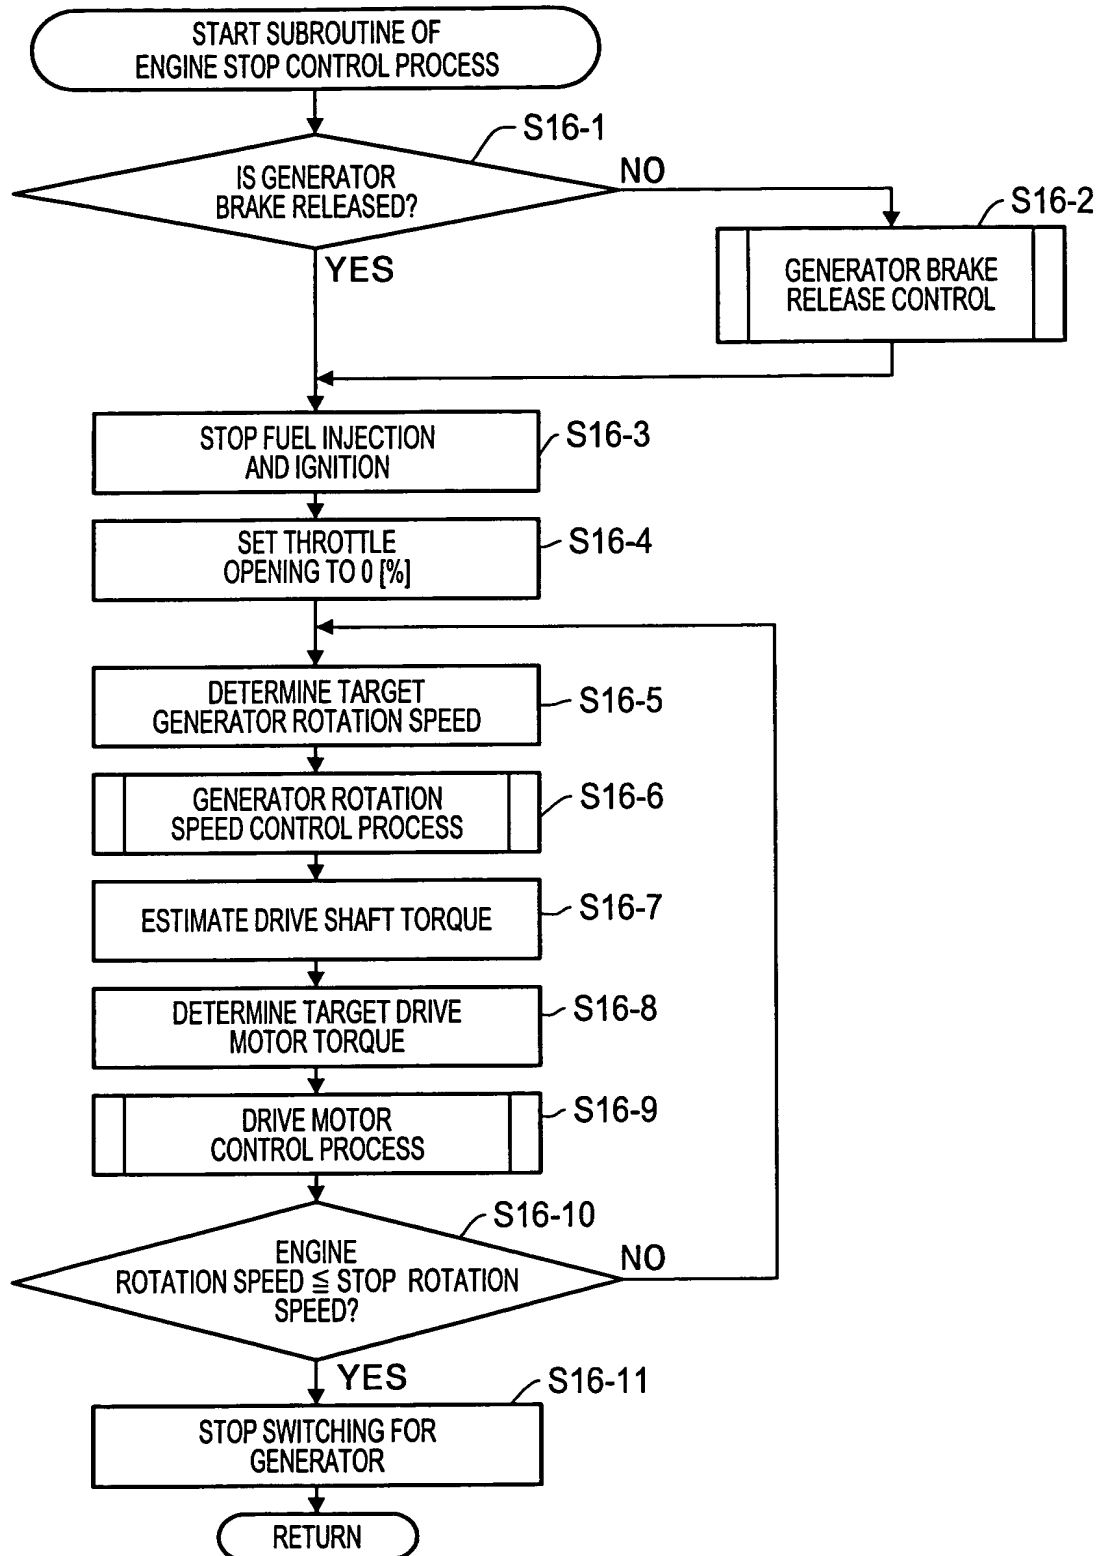 START SUBROUTINE OF
ENGINE STOP CONTROL PROCESS
S16-1
IS GENERATOR
BRAKE RELEASED?
NO
YES
S16-2
GENERATOR BRAKE
RELEASE CONTROL
STOP FUEL INJECTION
AND IGNITION
S16-3
SET THROTTLE
OPENING TO 0 [%]
S16-4
DETERMINE TARGET
GENERATOR ROTATION SPEED
S16-5
GENERATOR ROTATION
SPEED CONTROL PROCESS
S16-6
ESTIMATE DRIVE SHAFT TORQUE
S16-7
DETERMINE TARGET DRIVE
MOTOR TORQUE
S16-8
DRIVE MOTOR
CONTROL PROCESS
S16-9
S16-10
ENGINE
ROTATION SPEED ≦ STOP ROTATION
SPEED?
NO
YES
S16-11
STOP SWITCHING FOR
GENERATOR
RETURN